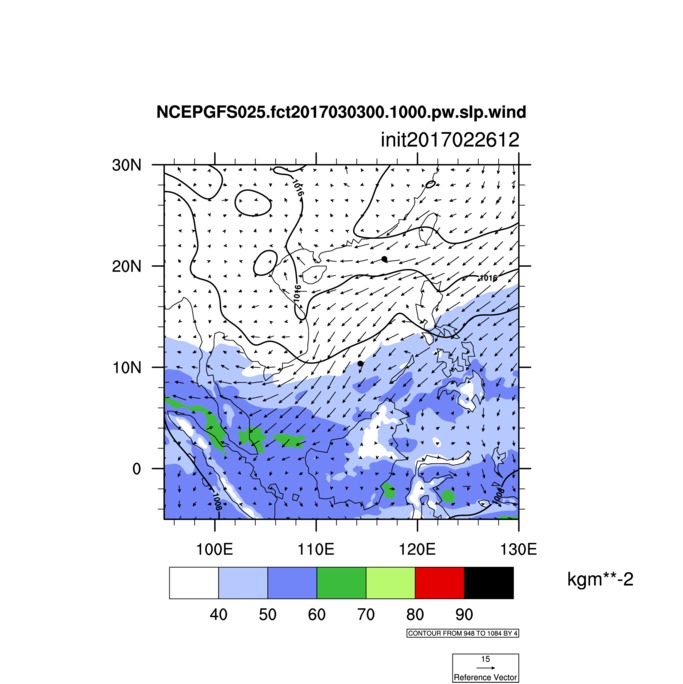 NCEPGFS025.fct2017030300.1000.pw.slp.wind
init2017022612
30N
20N
10N
0
1016
1016
1016
1008
1008
100E 110E 120E 130E
40 50 60 70 80 90
kgm**-2
CONTOUR FROM 948 TO 1084 BY 4
15
Reference Vector